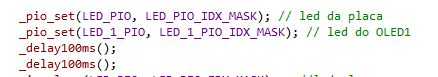 _pio_set(LED_PIO, LED_PIO_IDX_MASK); // led da placa
_pio_set(LED_1_PIO, LED_1_PIO_IDX_MASK); // led do OLED1
_delay100ms();
_delay100ms();